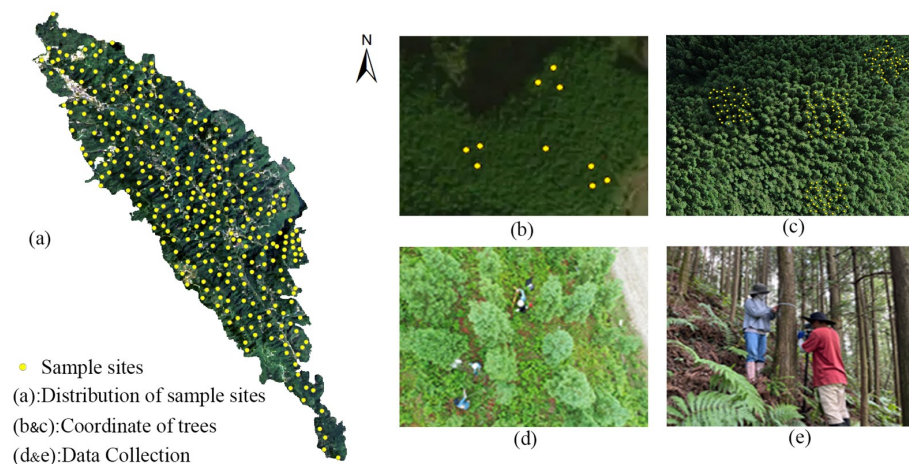 N
(a)
(b)
(c)
Sample sites
(a):Distribution of sample sites
(b&c):Coordinate of trees
(d&e):Data Collection
(d)
(e)